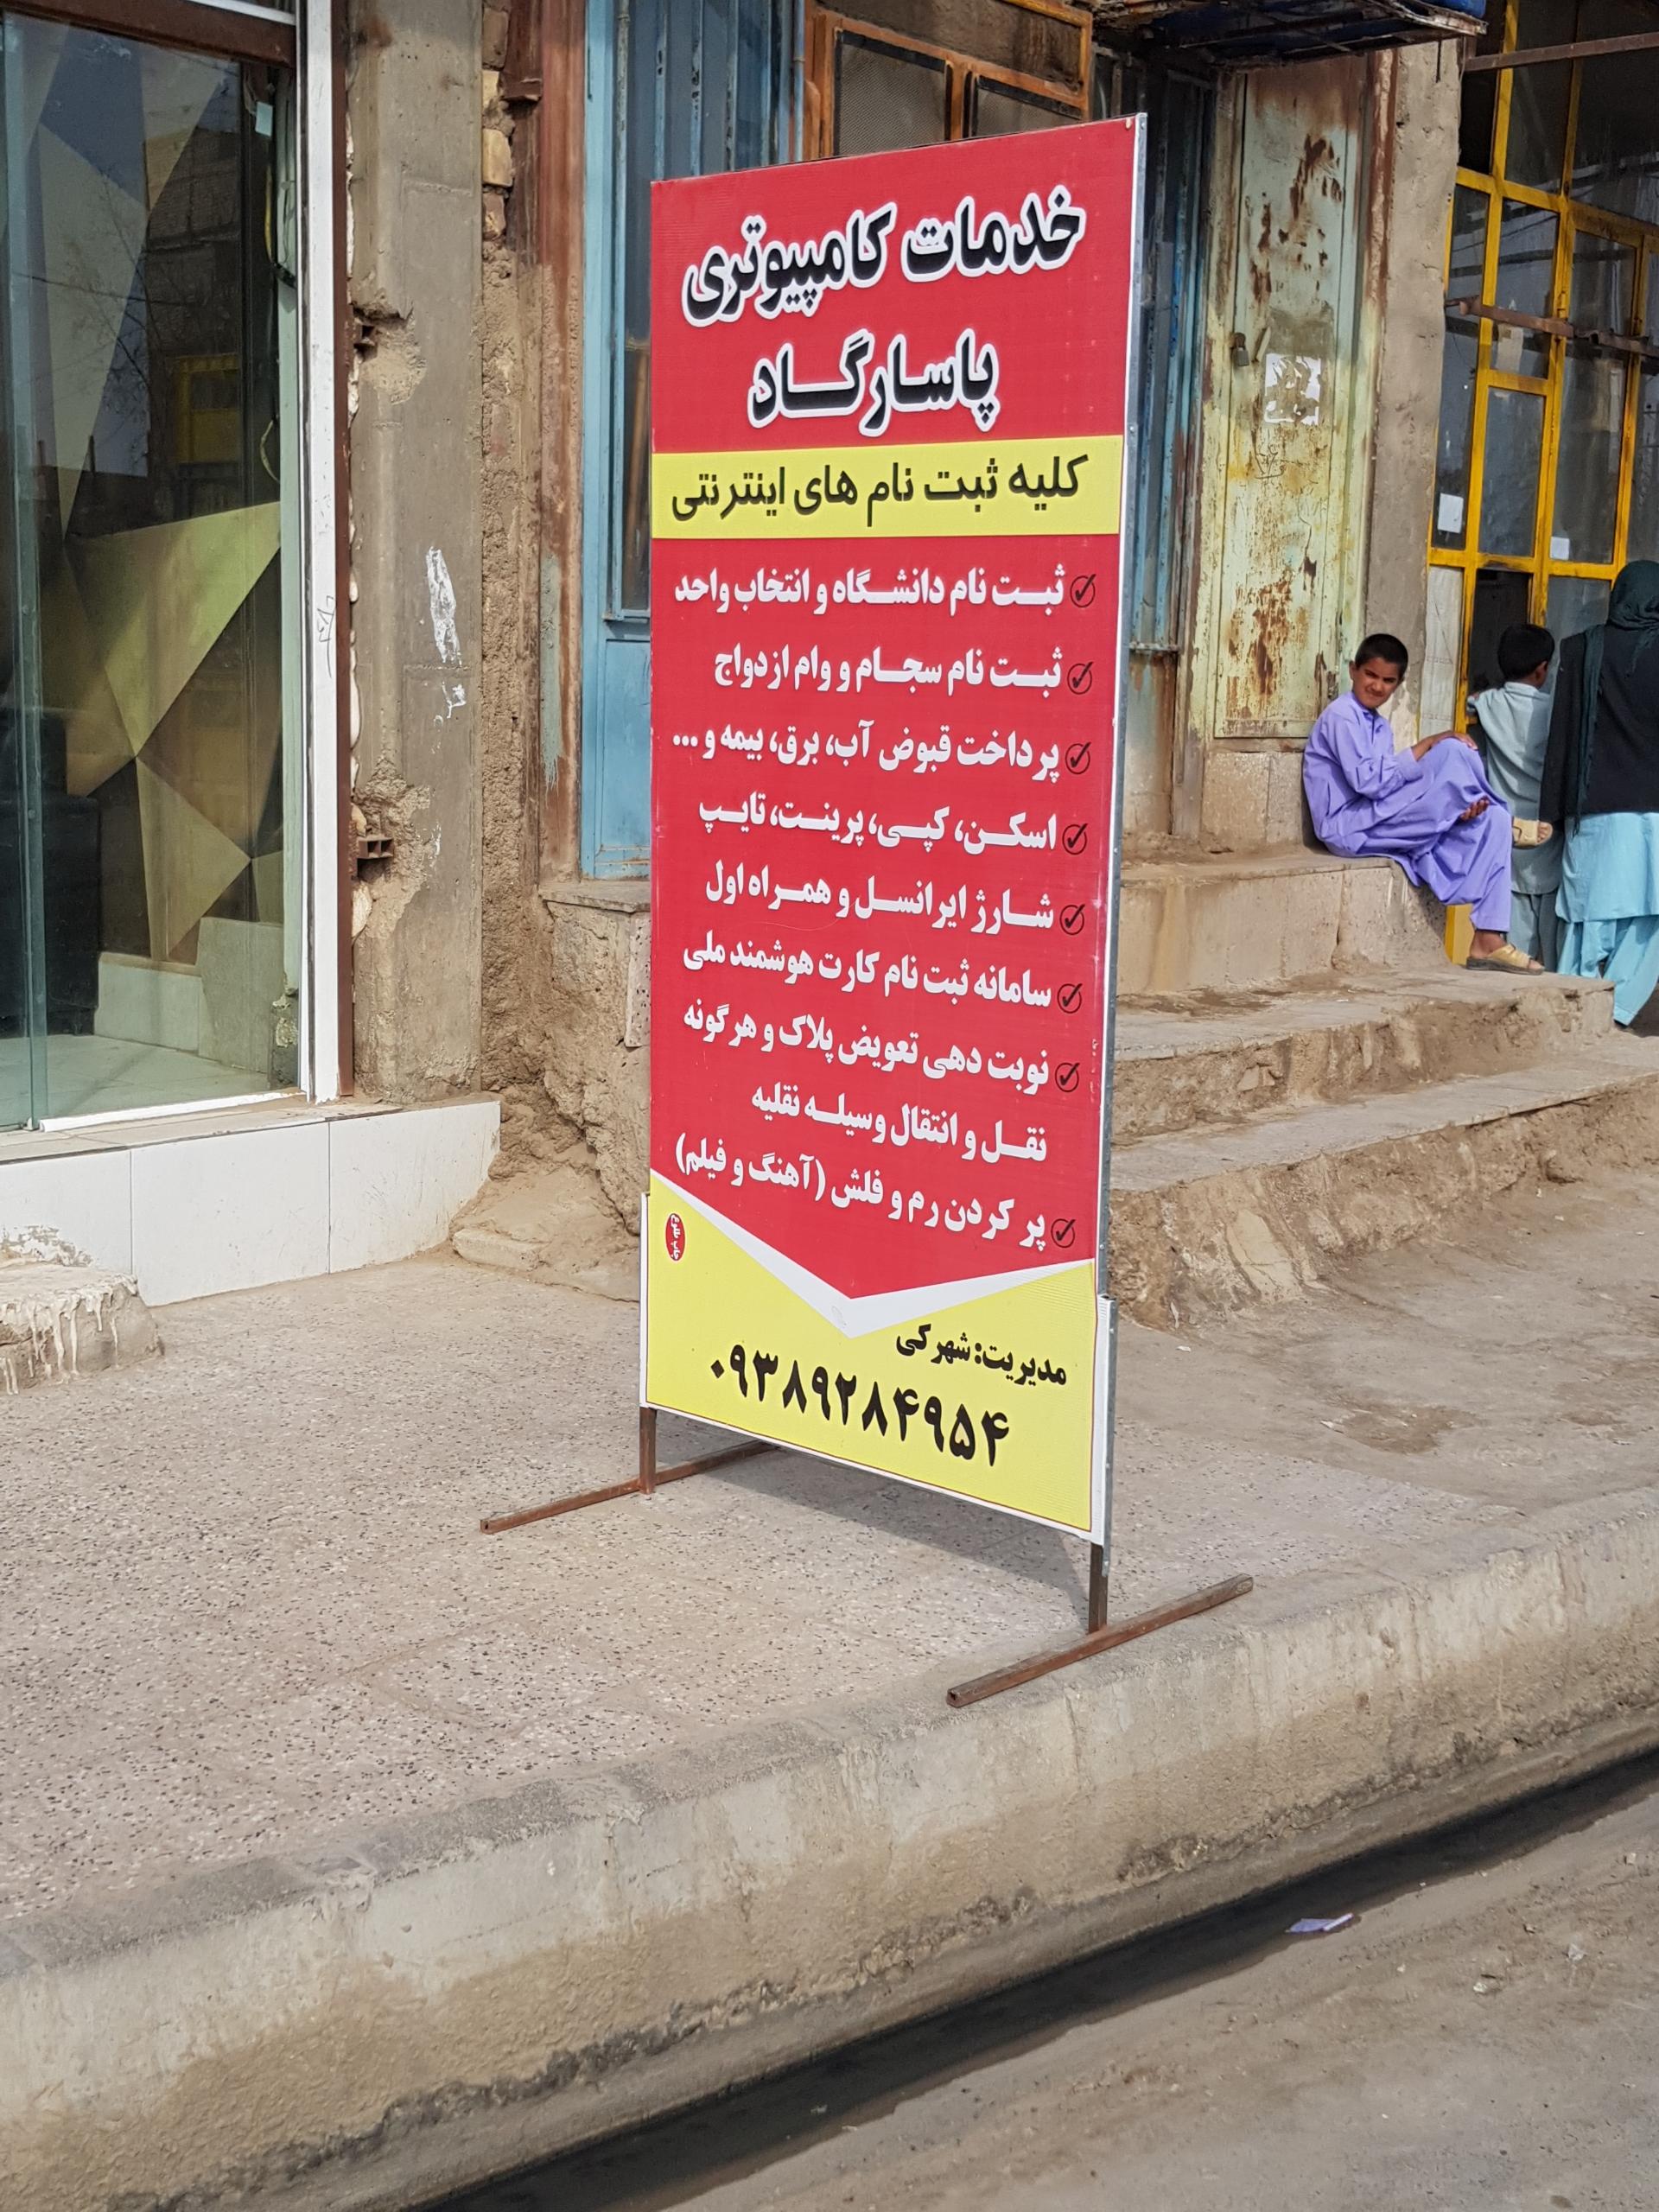 خدمات کامپیوتری
پاسارگاد
کلیه ثبت نام های اینترنتی
ثبت نام دانشگاه و انتخاب واحد
ثبت نام سجام و وام ازدواج
پرداخت قبوض آب، برق، بیمه و ...
اسکن، کپی، پرینت، تایپ
شارژ ایرانسل و همراه اول
سامانه ثبت نام کارت هوشمند ملی
نوبت دهی تعویض پلاک و هرگونه
نقل و انتقال وسیله نقلیه
پر کردن رم و فلش (آهنگ و فیلم)
مدیریت: شهرکی
۰۹۳۸۹۲۸۴۹۵۴